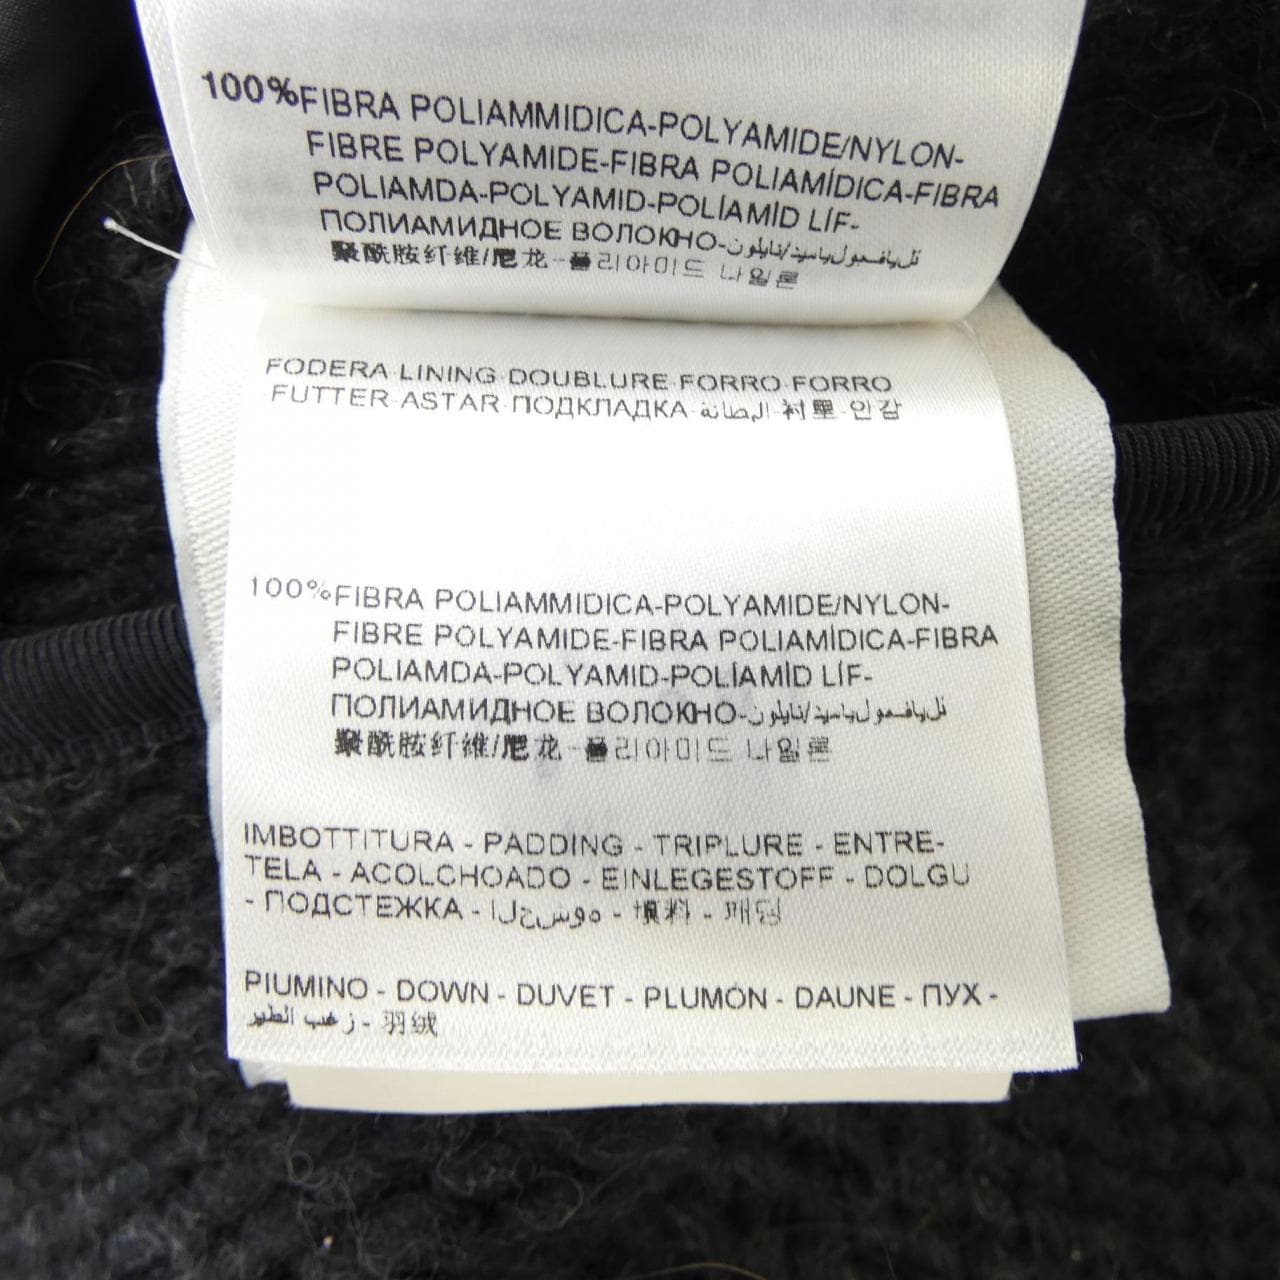 100%FIBRA POLIAMMIDICA-POLYAMIDE/NYLON-
FIBRE POLYAMIDE-FIBRA POLIAMÍDICA-FIBRA
POLIAMDA-POLYAMID-POLİAMİD LİF-
ПОЛИАМИДНОЕ ВОЛОКНО-
聚酰胺纤维/尼龙-폴리아미드 나일론
FODERA-LINING-DOUBLURE-FORRO-FORRO
FUTTER-ASTAR-ПОДКЛАДКА-البطانة-衬里-안감
100%FIBRA POLIAMMIDICA-POLYAMIDE/NYLON-
FIBRE POLYAMIDE-FIBRA POLIAMÍDICA-FIBRA
POLIAMDA-POLYAMID-POLİAMİD LİF-
ПОЛИАМИДНОЕ ВОЛОКНО-
聚酰胺纤维/尼龙-폴리아미드 나일론
IMBOTTITURA - PADDING - TRIPLURE - ENTRE-
TELA - ACOLCHOADO - EINLEGESTOFF - DOLGU
- ПОДСТЕЖКА - الحشوه - 填料 - 패딩
PIUMINO - DOWN - DUVET - PLUMÓN - DAUNE - ПУХ -
زغب الطير - 羽绒